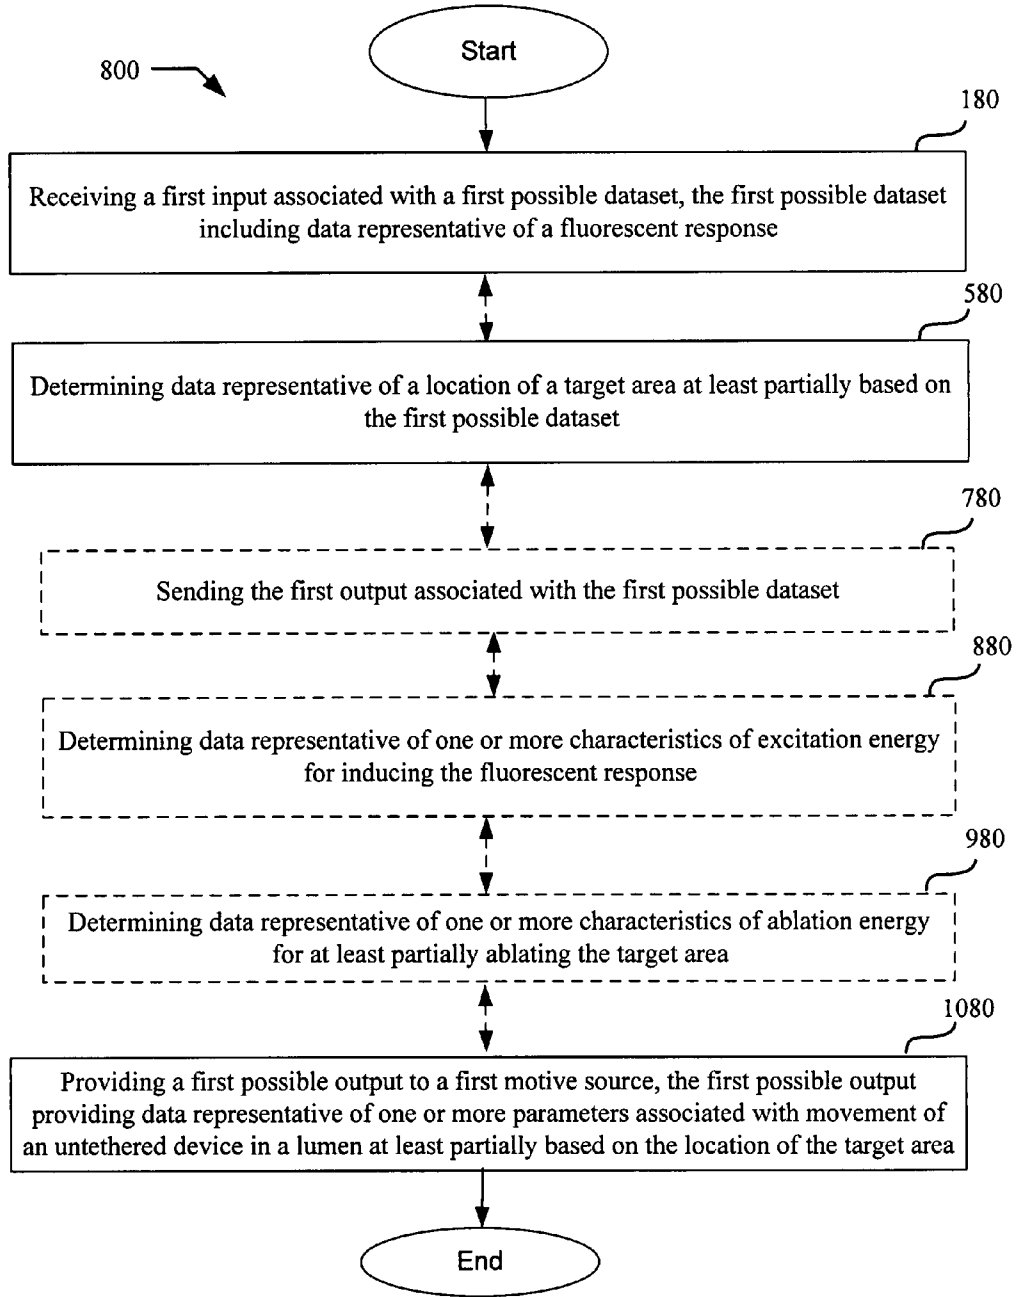 Start
800
180
Receiving a first input associated with a first possible dataset, the first possible dataset
including data representative of a fluorescent response
580
Determining data representative of a location of a target area at least partially based on
the first possible dataset
780
Sending the first output associated with the first possible dataset
880
Determining data representative of one or more characteristics of excitation energy
for inducing the fluorescent response
980
Determining data representative of one or more characteristics of ablation energy
for at least partially ablating the target area
1080
Providing a first possible output to a first motive source, the first possible output
providing data representative of one or more parameters associated with movement of
an untethered device in a lumen at least partially based on the location of the target area
End